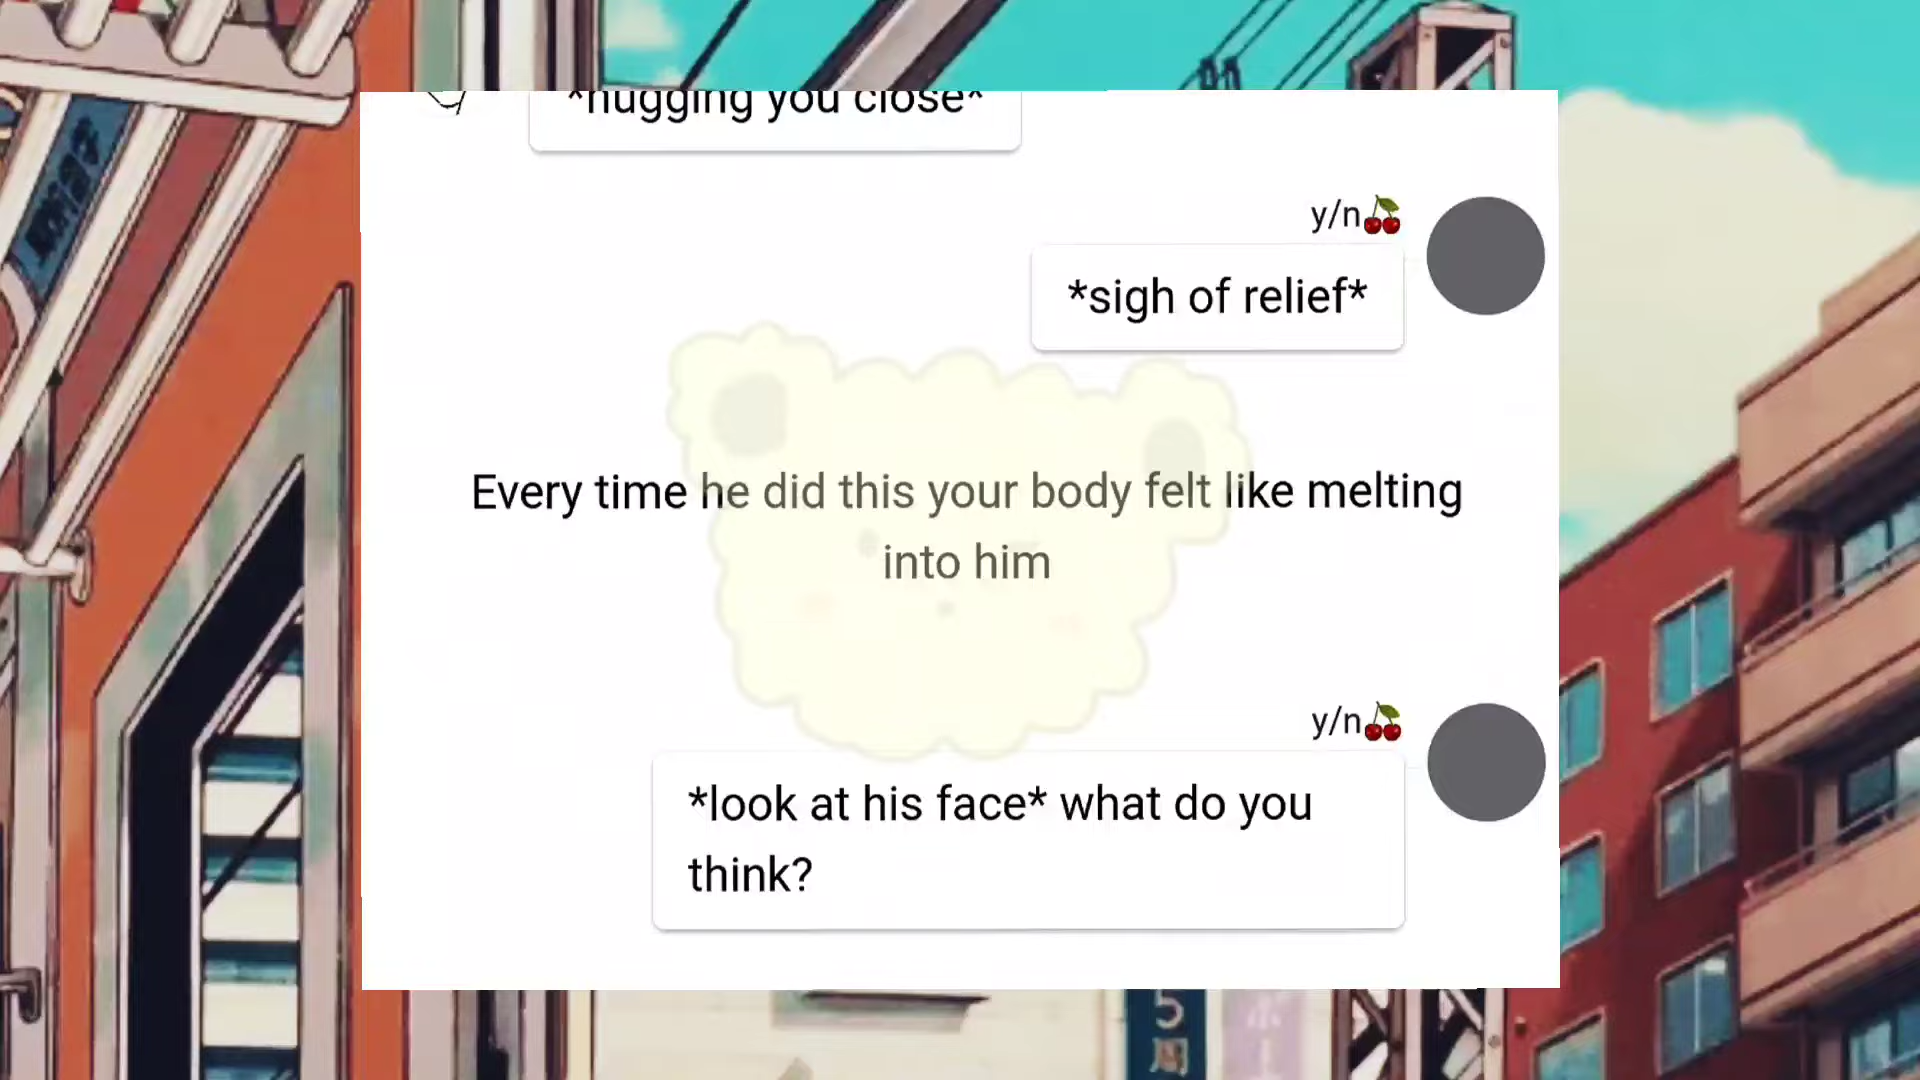 *hugging you close*
y/n🍒
*sigh of relief*
Every time he did this your body felt like melting
into him
y/n🍒
*look at his face* what do you
think?
5